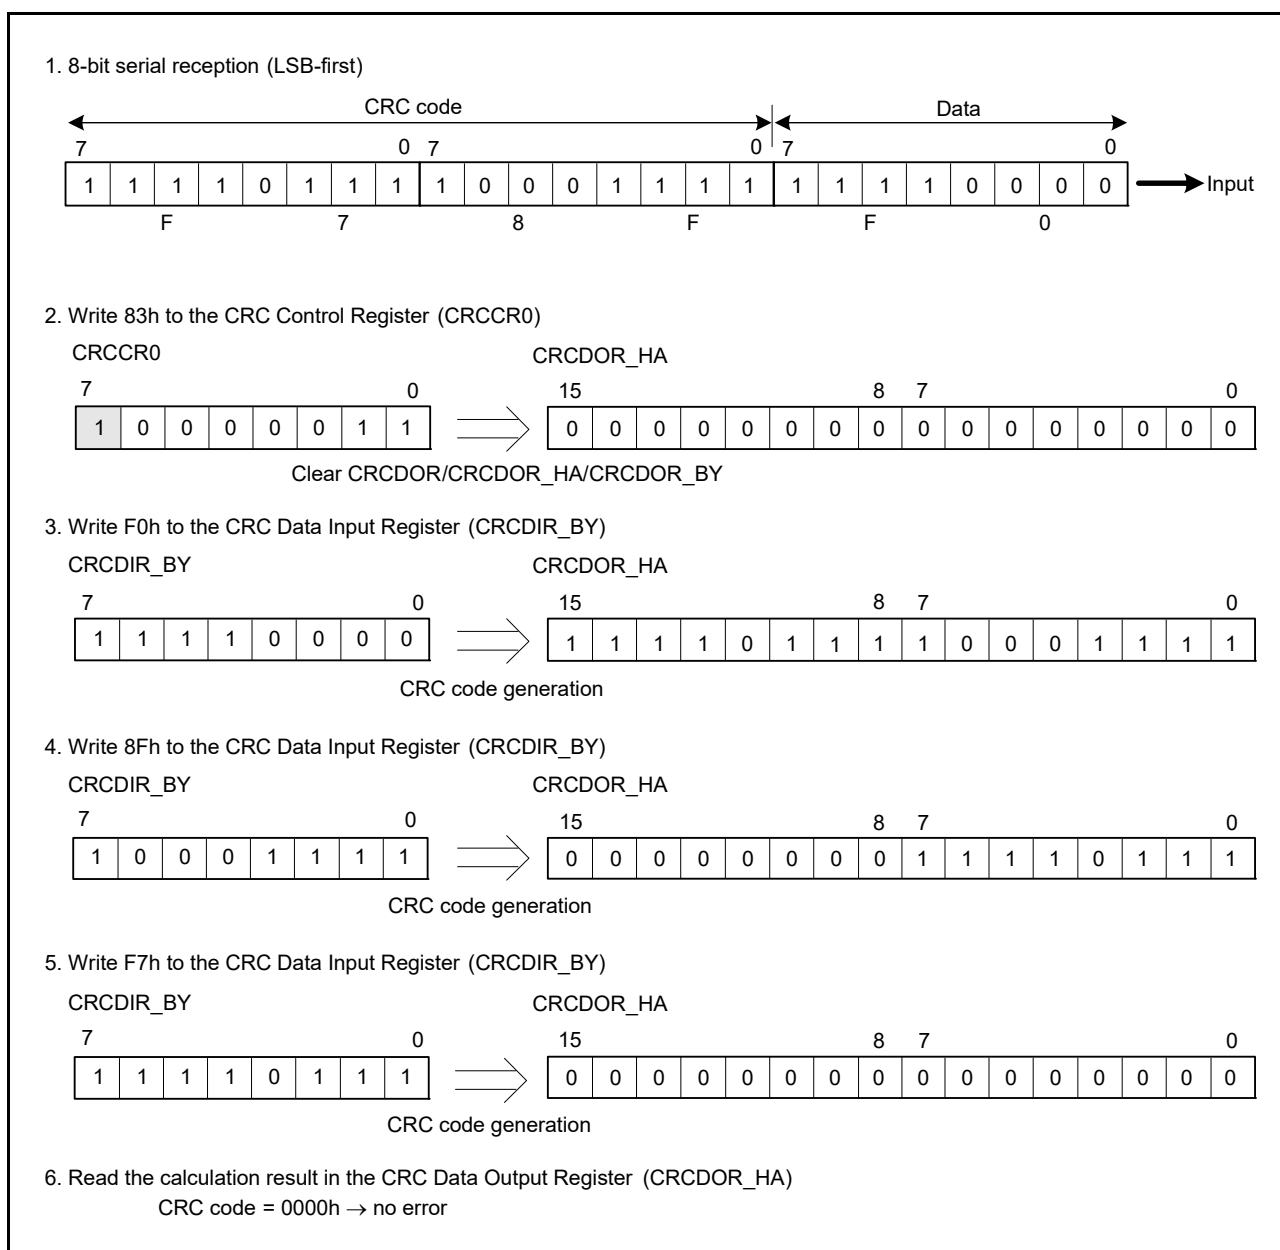 1. 8-bit serial reception (LSB-first)
CRC code Data
7 0 7 0 7 0
1 1 1 1 0 1 1 1 1 0 0 0 1 1 1 1 1 1 1 1 0 0 0 0 Input
F 7 8 F F 0
2. Write 83h to the CRC Control Register (CRCCR0)
CRCCR0 CRCDOR_HA
7 0 15 8 7 0
1 0 0 0 0 0 1 1 0 0 0 0 0 0 0 0 0 0 0 0 0 0 0 0
Clear CRCDOR/CRCDOR_HA/CRCDOR_BY
3. Write F0h to the CRC Data Input Register (CRCDIR_BY)
CRCDIR_BY CRCDOR_HA
7 0 15 8 7 0
1 1 1 1 0 0 0 0 1 1 1 1 0 1 1 1 1 0 0 0 1 1 1 1
CRC code generation
4. Write 8Fh to the CRC Data Input Register (CRCDIR_BY)
CRCDIR_BY CRCDOR_HA
7 0 15 8 7 0
1 0 0 0 1 1 1 1 0 0 0 0 0 0 0 0 1 1 1 1 0 1 1 1
CRC code generation
5. Write F7h to the CRC Data Input Register (CRCDIR_BY)
CRCDIR_BY CRCDOR_HA
7 0 15 8 7 0
1 1 1 1 0 1 1 1 0 0 0 0 0 0 0 0 0 0 0 0 0 0 0 0
CRC code generation
6. Read the calculation result in the CRC Data Output Register (CRCDOR_HA)
CRC code = 0000h → no error